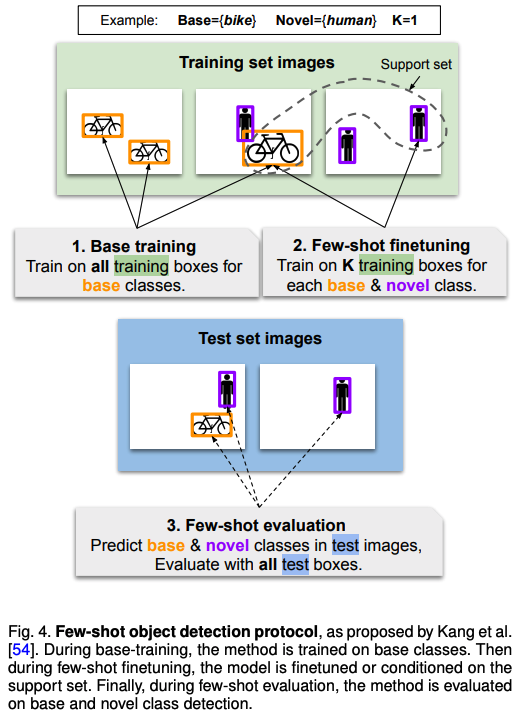 Example: Base={bike} Novel={human} K=1
Training set images
Support set
1. Base training
Train on all training boxes for
base classes.
2. Few-shot finetuning
Train on K training boxes for
each base & novel class.
Test set images
3. Few-shot evaluation
Predict base & novel classes in test images,
Evaluate with all test boxes.
Fig. 4. Few-shot object detection protocol, as proposed by Kang et al.
[54]. During base-training, the method is trained on base classes. Then
during few-shot finetuning, the model is finetuned or conditioned on the
support set. Finally, during few-shot evaluation, the method is evaluated
on base and novel class detection.